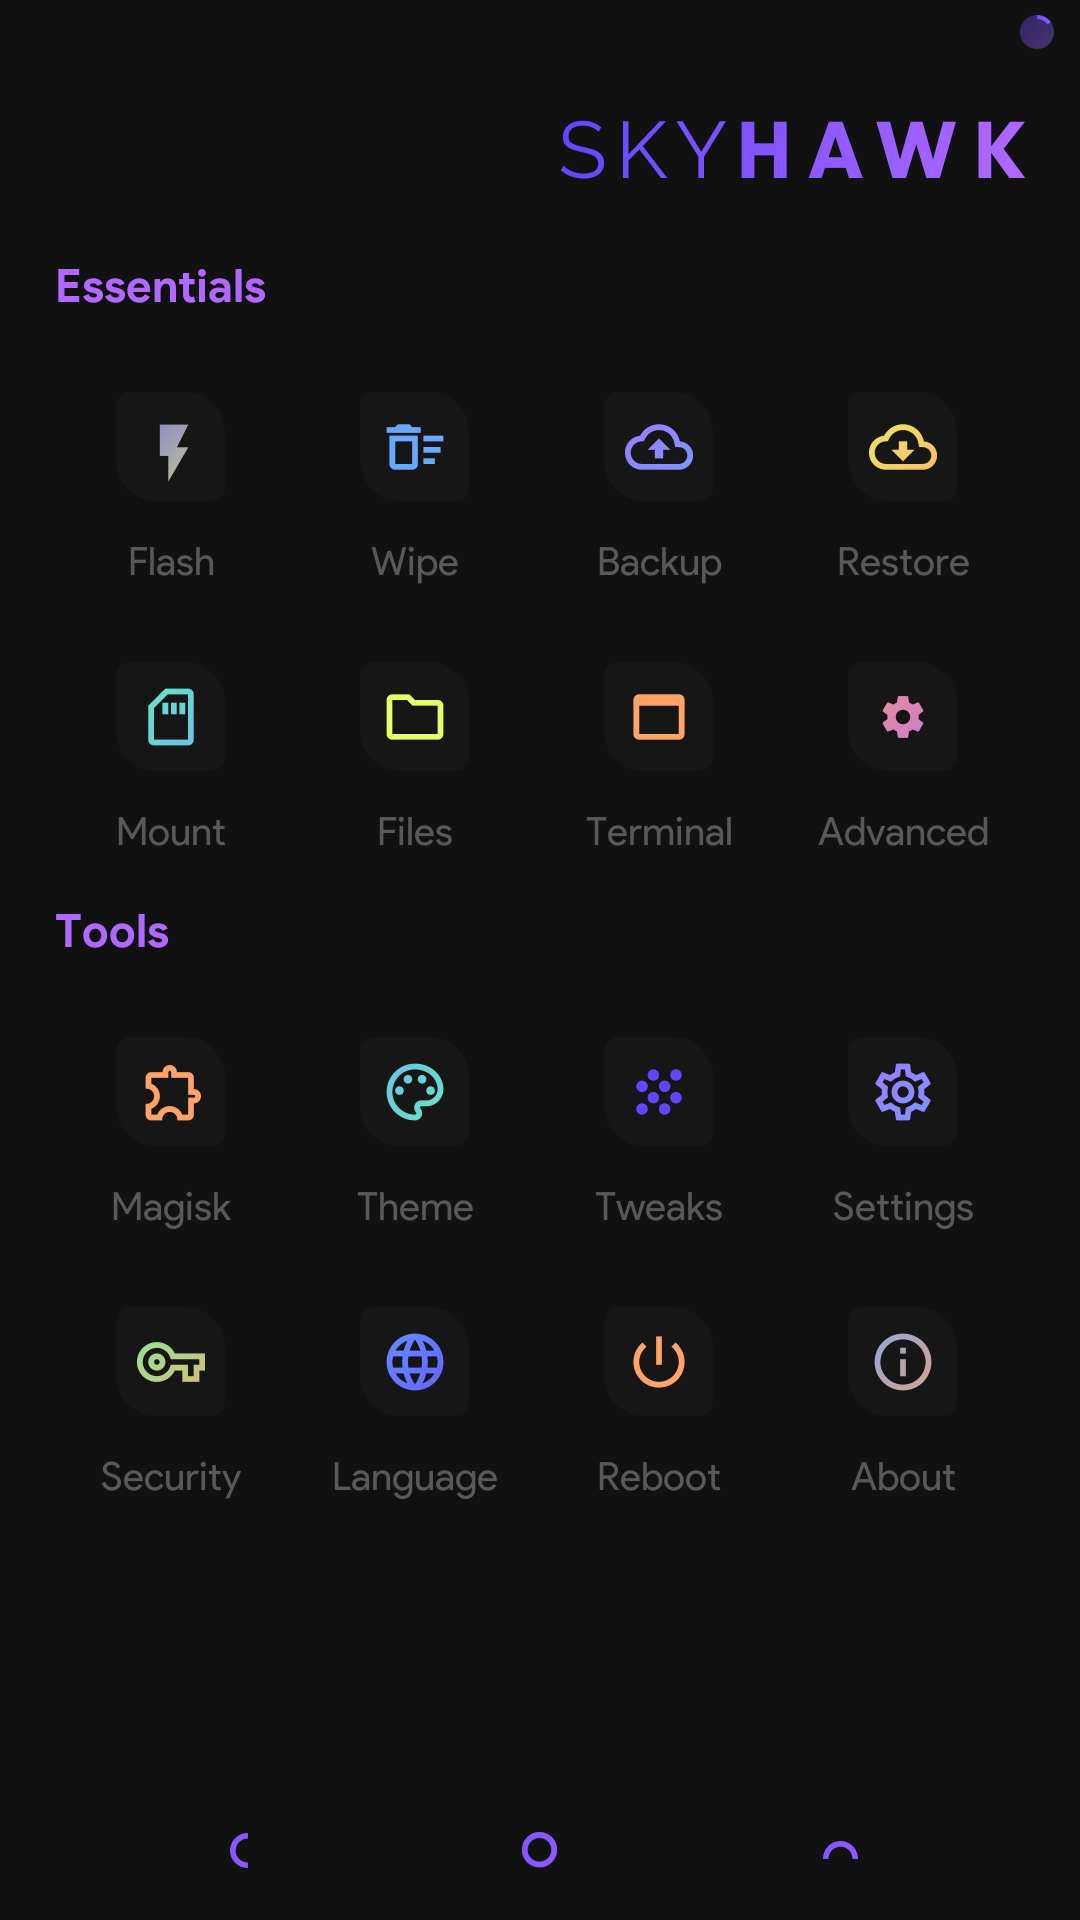 SKYHAWK
Essentials
Flash Wipe Backup Restore
Mount Files Terminal Advanced
Tools
Magisk Theme Tweaks Settings
Security Language Reboot About